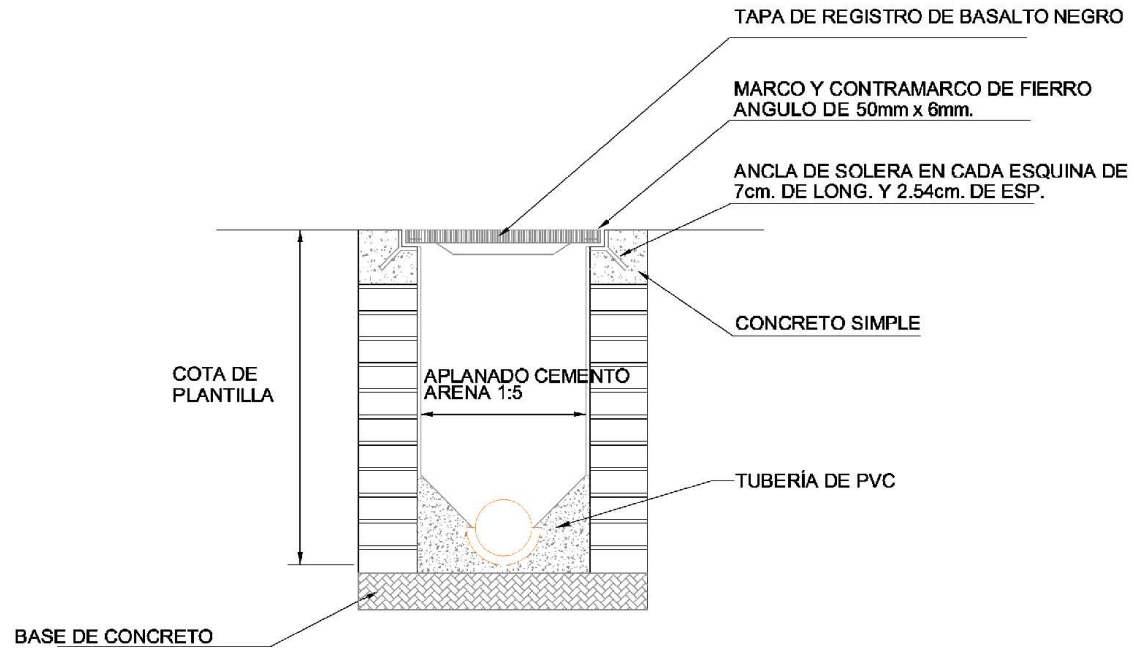 TAPA DE REGISTRO DE BASALTO NEGRO
MARCO Y CONTRAMARCO DE FIERRO
ANGULO DE 50mm x 6mm.
ANCLA DE SOLERA EN CADA ESQUINA DE
7cm. DE LONG. Y 2.54cm. DE ESP.
CONCRETO SIMPLE
COTA DE
PLANTILLA
APLANADO CEMENTO
ARENA 1:5
TUBERÍA DE PVC
BASE DE CONCRETO